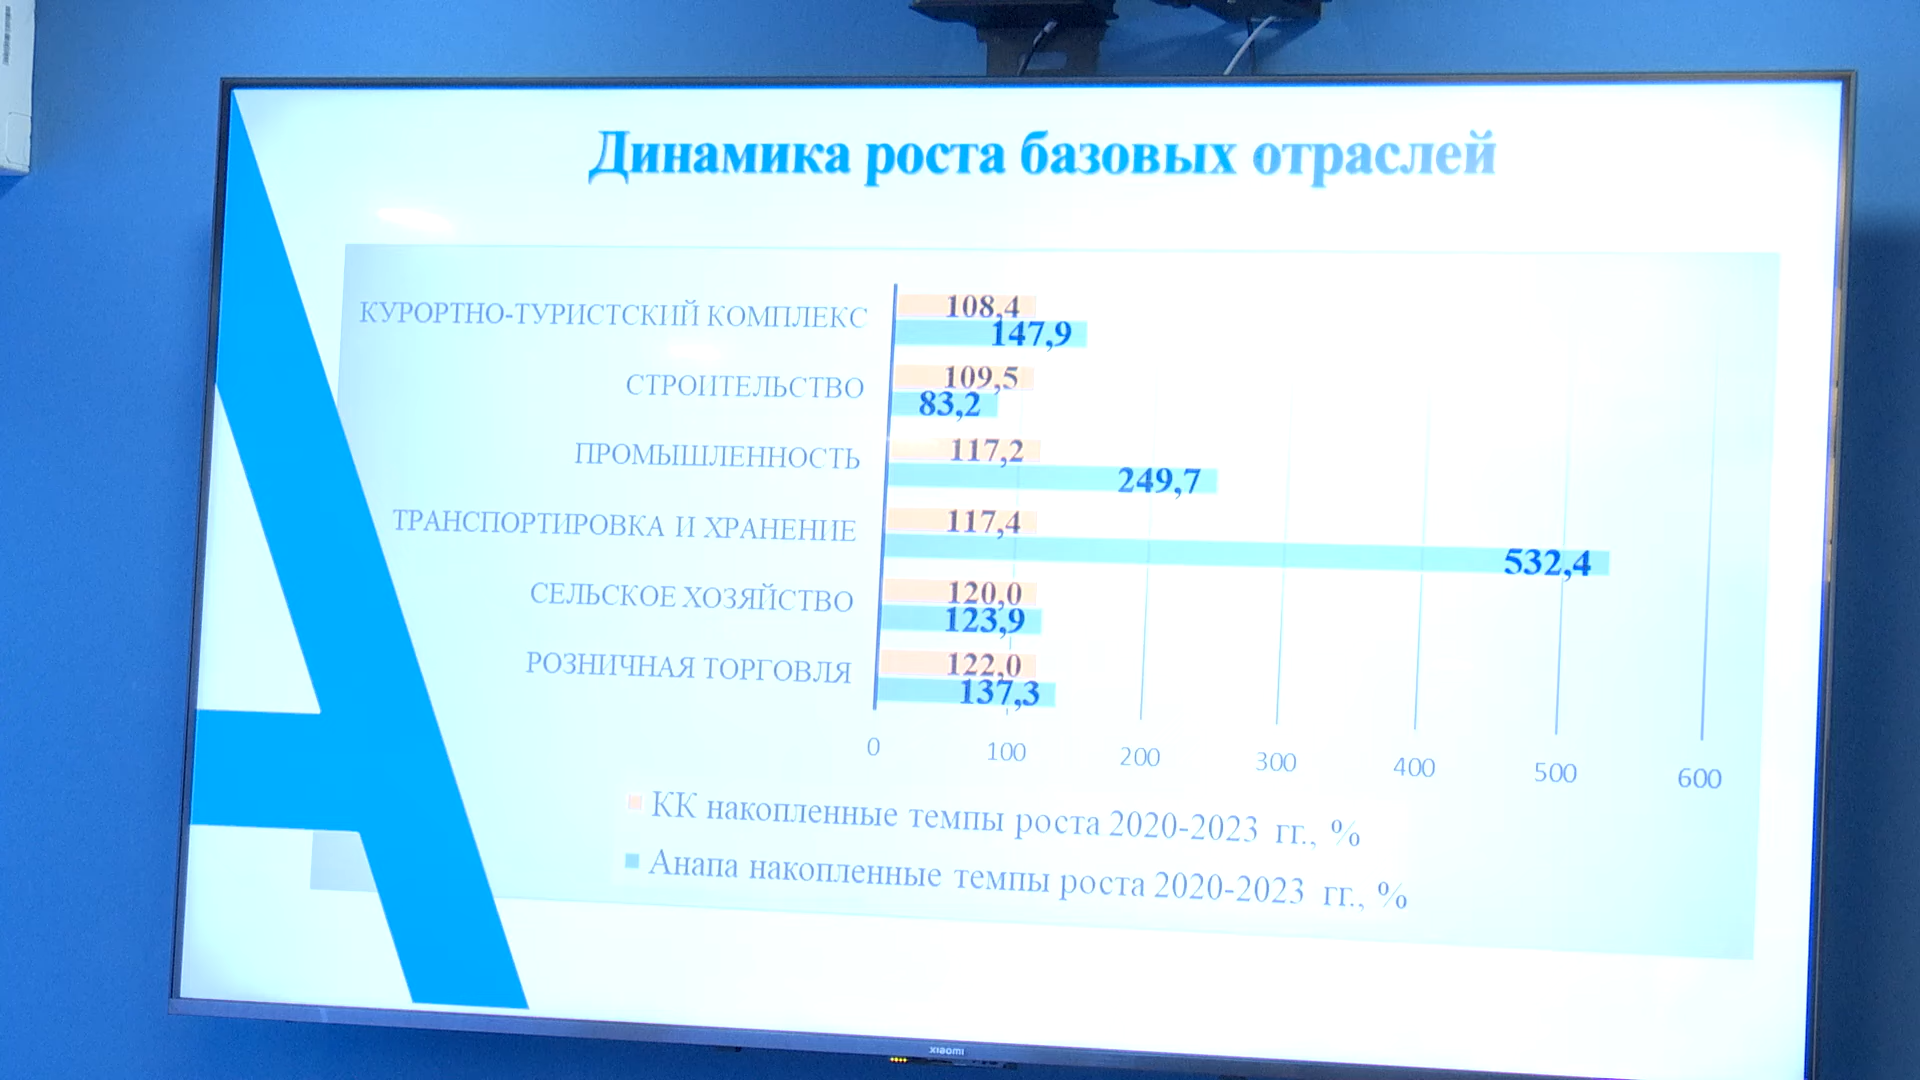 Динамика роста базовых отраслей
КУРОРТНО-ТУРИСТСКИЙ КОМПЛЕКС
108,4
147,9
СТРОИТЕЛЬСТВО
109,5
83,2
ПРОМЫШЛЕННОСТЬ
117,2
249,7
ТРАНСПОРТИРОВКА И ХРАНЕНИЕ
117,4
532,4
СЕЛЬСКОЕ ХОЗЯЙСТВО
120,0
123,9
РОЗНИЧНАЯ ТОРГОВЛЯ
122,0
137,3
0 100 200 300 400 500 600
КК накопленные темпы роста 2020-2023 гг., %
Анапа накопленные темпы роста 2020-2023 гг., %
xiaomi